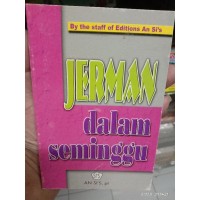 By the staff of Editions An Si's
JERMAN
dalam
seminggu